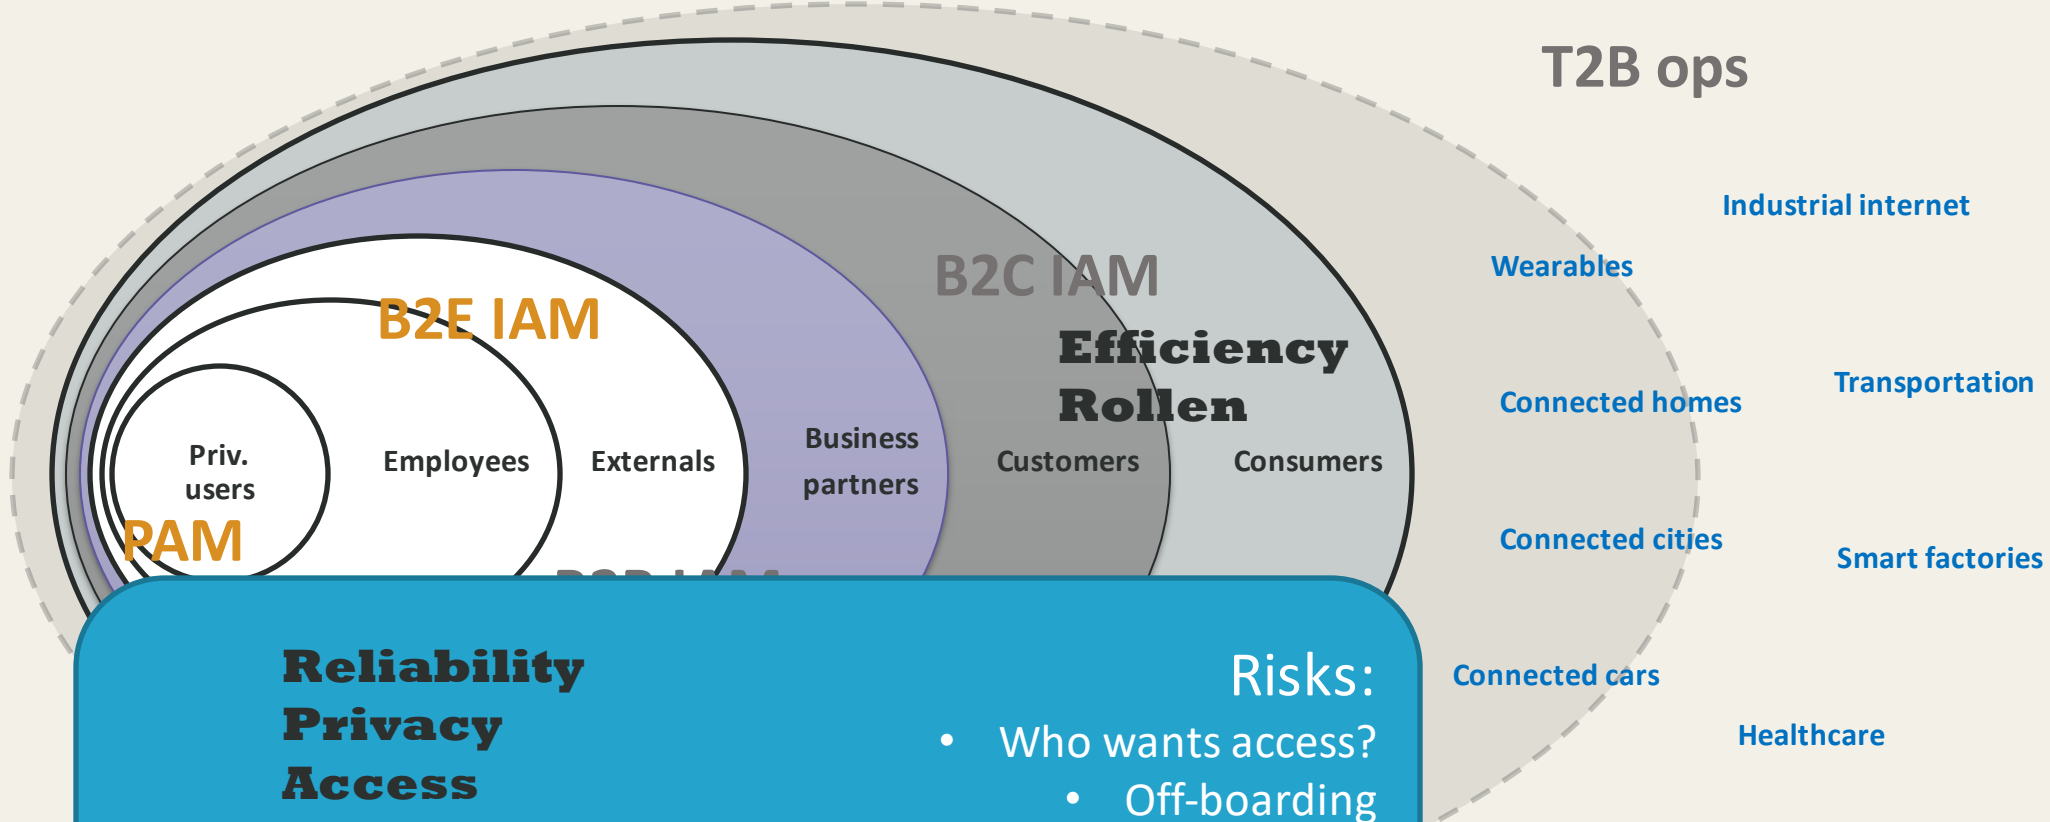 T2B ops
Industrial internet
Wearables
B2C IAM
B2E IAM
Efficiency
Rollen
Transportation
Connected homes
Priv.
users
Employees
Externals
Business
partners
Customers
Consumers
PAM
Connected cities
Smart factories
Reliability
Privacy
Access
Risks:
• Who wants access?
• Off-boarding
Connected cars
Healthcare